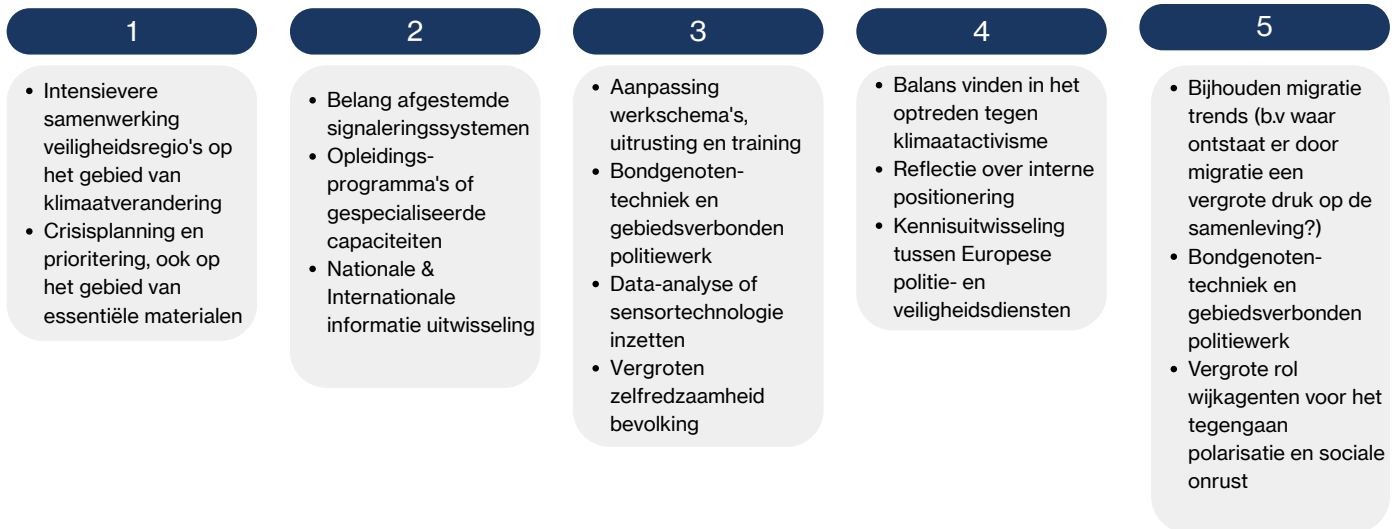 1
• Intensievere
samenwerking
veiligheidsregio's op
het gebied van
klimaatverandering
• Crisisplanning en
prioritering, ook op
het gebied van
essentiële materialen
2
• Belang afgestemde
signaleringssystemen
• Opleidings-
programma's of
gespecialiseerde
capaciteiten
• Nationale &
Internationale
informatie uitwisseling
3
• Aanpassing
werkschema's,
uitrusting en training
• Bondgenoten-
techniek en
gebiedsverbonden
politiewerk
• Data-analyse of
sensortechnologie
inzetten
• Vergroten
zelfredzaamheid
bevolking
4
• Balans vinden in het
optreden tegen
klimaatactivisme
• Reflectie over interne
positionering
• Kennisuitwisseling
tussen Europese
politie- en
veiligheidsdiensten
5
• Bijhouden migratie
trends (b.v waar
ontstaat er door
migratie een
vergrote druk op de
samenleving?)
• Bondgenoten-
techniek en
gebiedsverbonden
politiewerk
• Vergrote rol
wijkagenten voor het
tegengaan
polarisatie en sociale
onrust